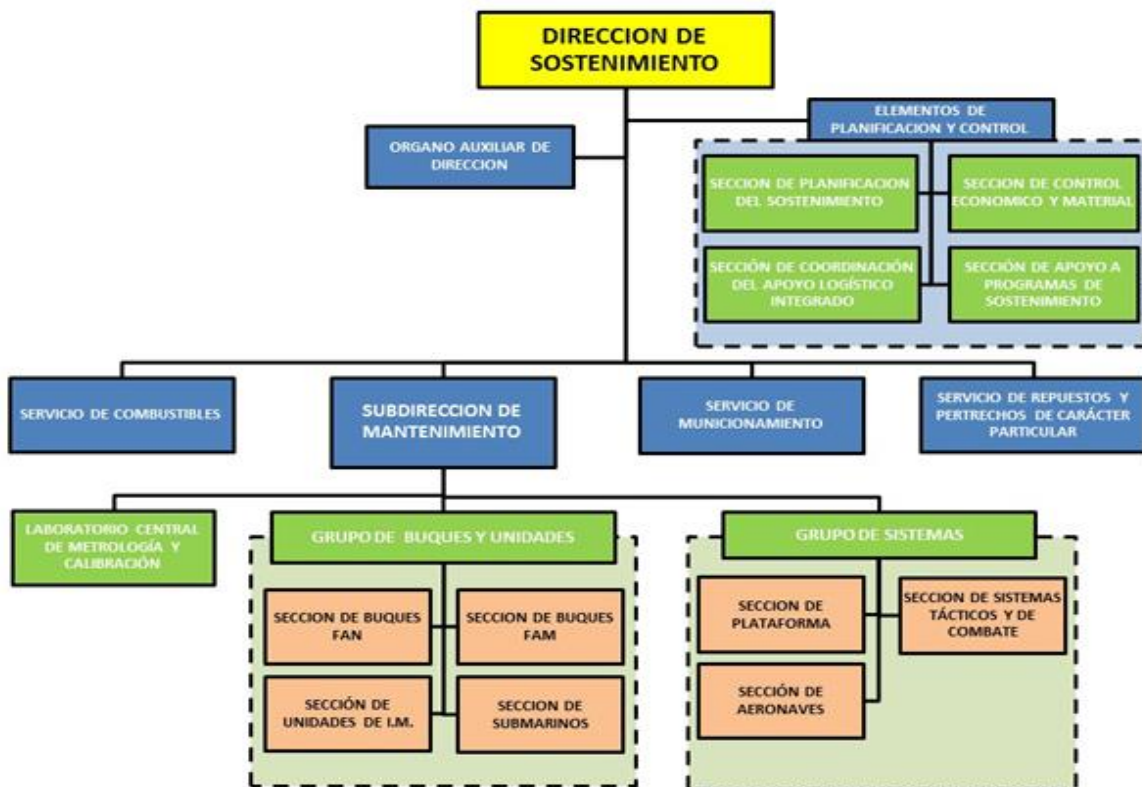 DIRECCION DE
SOSTENIMIENTO
ELEMENTOS DE
PLANIFICACION Y CONTROL
ORGANO AUXILIAR DE
DIRECCION
SECCION DE PLANIFICACION
DEL SOSTENIMIENTO
SECCION DE CONTROL
ECONOMICO Y MATERIAL
SECCIÓN DE COORDINACIÓN
DEL APOYO LOGÍSTICO
INTEGRADO
SECCIÓN DE APOYO A
PROGRAMAS DE
SOSTENIMIENTO
SERVICIO DE COMBUSTIBLES
SUBDIRECCION DE
MANTENIMIENTO
SERVICIO DE
MUNICIONAMIENTO
SERVICIO DE REPUESTOS Y
PERTRECHOS DE CARÁCTER
PARTICULAR
LABORATORIO CENTRAL
DE METROLOGÍA Y
CALIBRACIÓN
GRUPO DE BUQUES Y UNIDADES
GRUPO DE SISTEMAS
SECCION DE BUQUES
FAN
SECCION DE BUQUES
FAM
SECCIÓN DE
UNIDADES DE I.M.
SECCION DE
SUBMARINOS
SECCION DE
PLATAFORMA
SECCION DE SISTEMAS
TÁCTICOS Y DE
COMBATE
SECCIÓN DE
AERONAVES